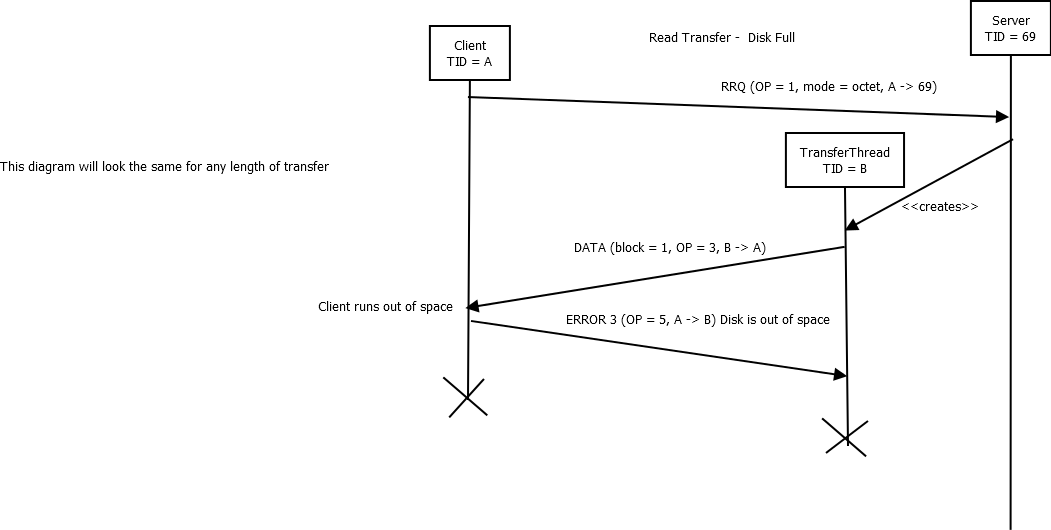 Server
TID = 69
Client
TID = A
Read Transfer -  Disk Full
RRQ (OP = 1, mode = octet, A -> 69)
TransferThread
TID = B
This diagram will look the same for any length of transfer
<<creates>>
DATA (block = 1, OP = 3, B -> A)
Client runs out of space
ERROR 3 (OP = 5, A -> B) Disk is out of space